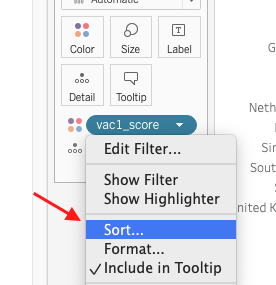 Automatic
Color
Size
Label
Detail
Tooltip
vac1_score
Edit Filter...
Show Filter
Show Highlighter
Sort...
Format...
Include in Tooltip
G
Neth
Si
Sout
nited K